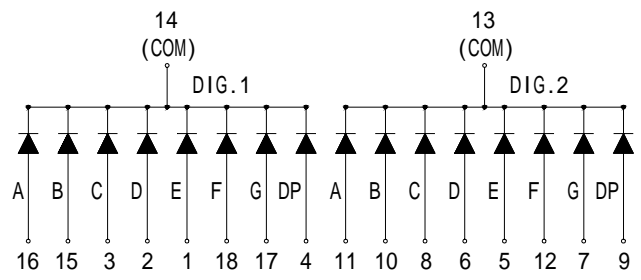 14 13
(COM) (COM)
DIG.1 DIG.2
A B C D E F G DP A B C D E F G DP
16 15 3 2 1 18 17 4 11 10 8 6 5 12 7 9